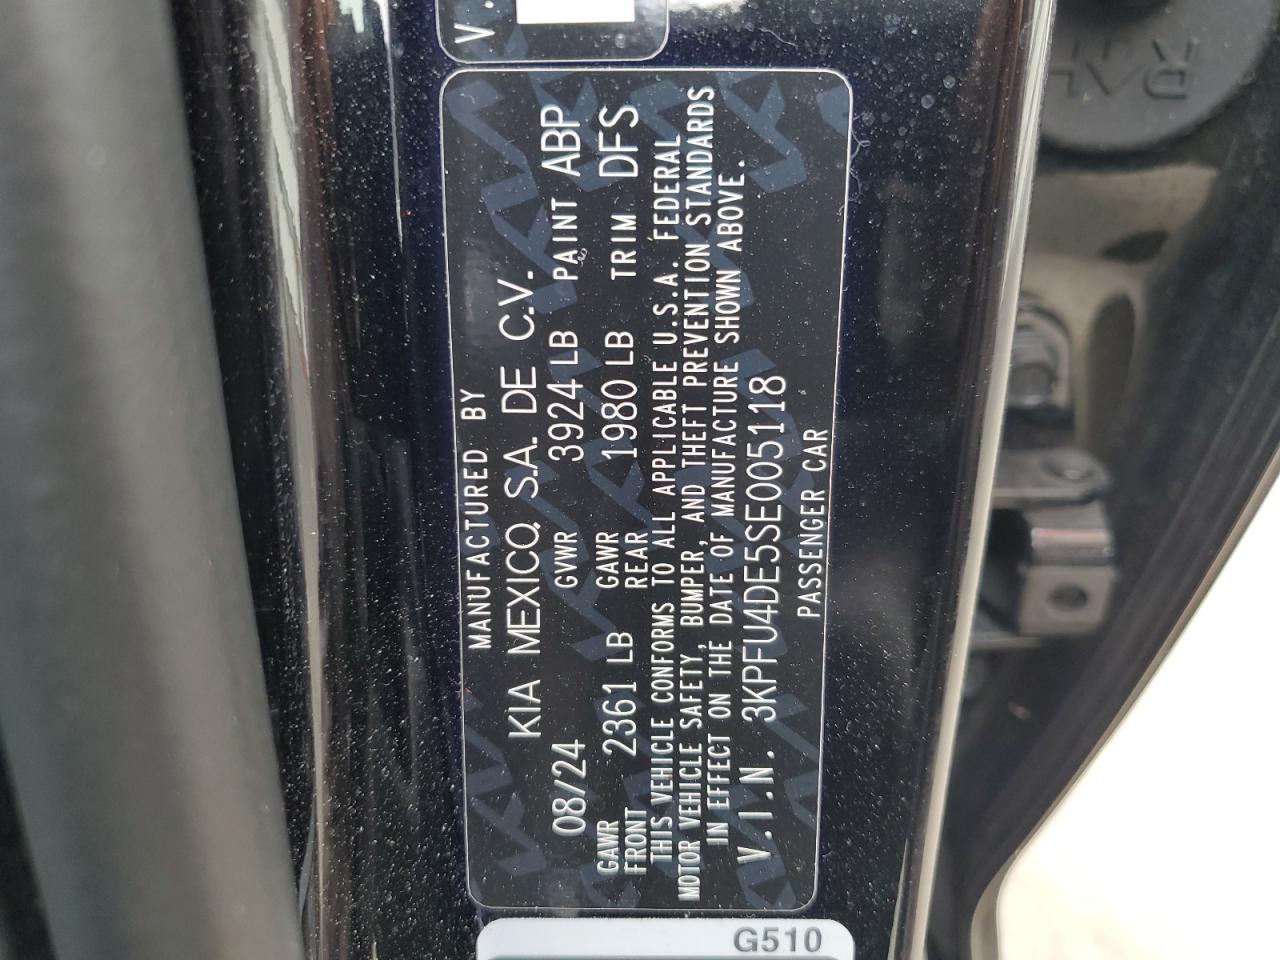 V.
MANUFACTURED BY
KIA MEXICO, S.A. DE C.V.
08/24 GVWR 3924 LB PAINT ABP
GAWR FRONT 2361 LB GAWR REAR 1980 LB TRIM DFS
THIS VEHICLE CONFORMS TO ALL APPLICABLE U.S.A. FEDERAL
MOTOR VEHICLE SAFETY, BUMPER, AND THEFT PREVENTION STANDARDS
IN EFFECT ON THE DATE OF MANUFACTURE SHOWN ABOVE.
V.I.N. 3KPFU4DE5SE005118
PASSENGER CAR
G510